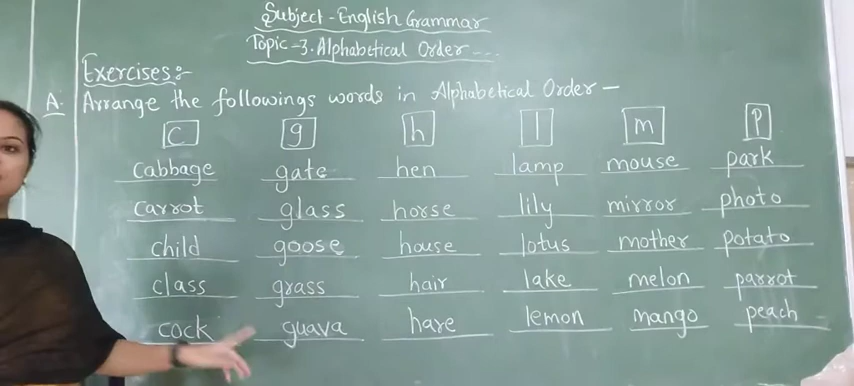 Subject - English Grammar
Topic - 3. Alphabetical Order ---
Exercises :-
A. Arrange the followings words in Alphabetical Order -
c g h l m P
cabbage gate hen lamp mouse park
carrot glass horse lily mirror photo
child goose house lotus mother potato
class grass hair lake melon parrot
cock guava hare lemon mango peach